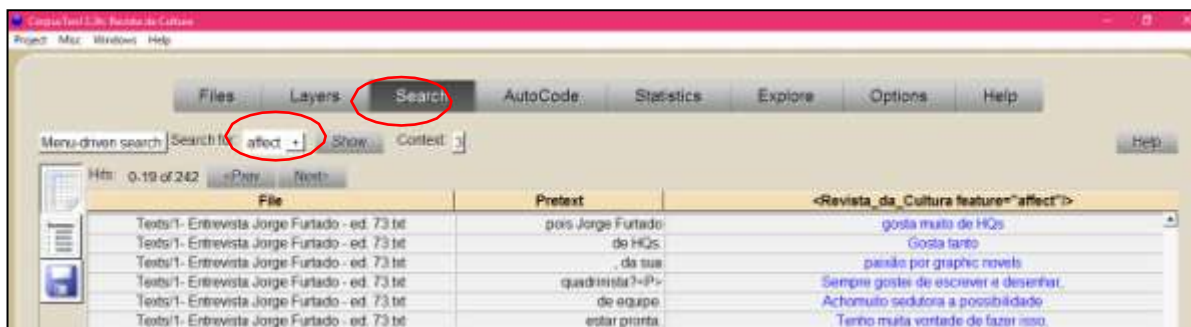 CorpusTool 3.3h: Revista da Cultura
Project Misc Windows Help
Files Layers Search AutoCode Statistics Explore Options Help
Menu-driven search Search for affect + Show Context 3 Help
Hits: 0-19 of 242 <Prev Next>
File Pretext <Revista_da_Cultura feature="affect"/>
Texts/1- Entrevista Jorge Furtado - ed. 73.txt pois Jorge Furtado gosta muito de HQs
Texts/1- Entrevista Jorge Furtado - ed. 73.txt de HQs. Gosta tanto
Texts/1- Entrevista Jorge Furtado - ed. 73.txt , da sua paixão por graphic novels
Texts/1- Entrevista Jorge Furtado - ed. 73.txt quadrinista?<P> Sempre gostei de escrever e desenhar,
Texts/1- Entrevista Jorge Furtado - ed. 73.txt de equipe. Achomuito sedutora a possibilidade
Texts/1- Entrevista Jorge Furtado - ed. 73.txt estar pronta. Tenho muita vontade de fazer isso.